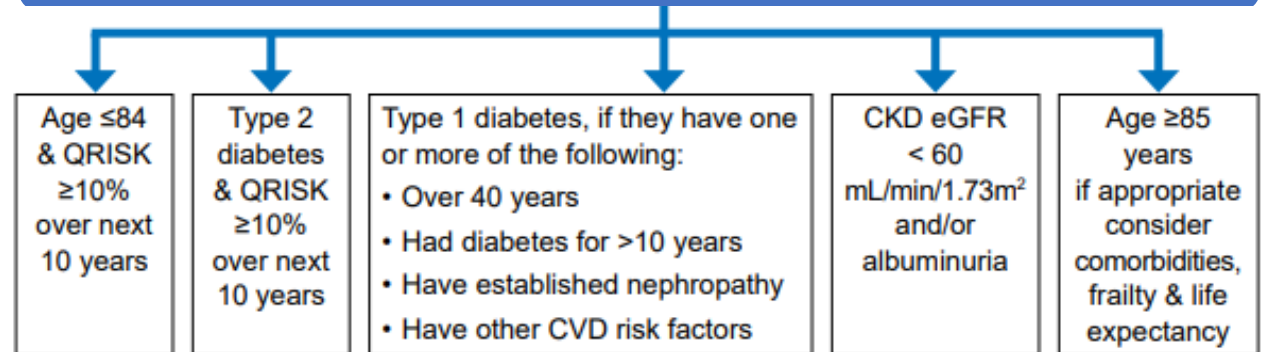 Age ≤84
& QRISK
≥10%
over next
10 years
Type 2
diabetes
& QRISK
≥10%
over next
10 years
Type 1 diabetes, if they have one
or more of the following:
• Over 40 years
• Had diabetes for >10 years
• Have established nephropathy
• Have other CVD risk factors
CKD eGFR
< 60
mL/min/1.73m²
and/or
albuminuria
Age ≥85
years
if appropriate
consider
comorbidities,
frailty & life
expectancy